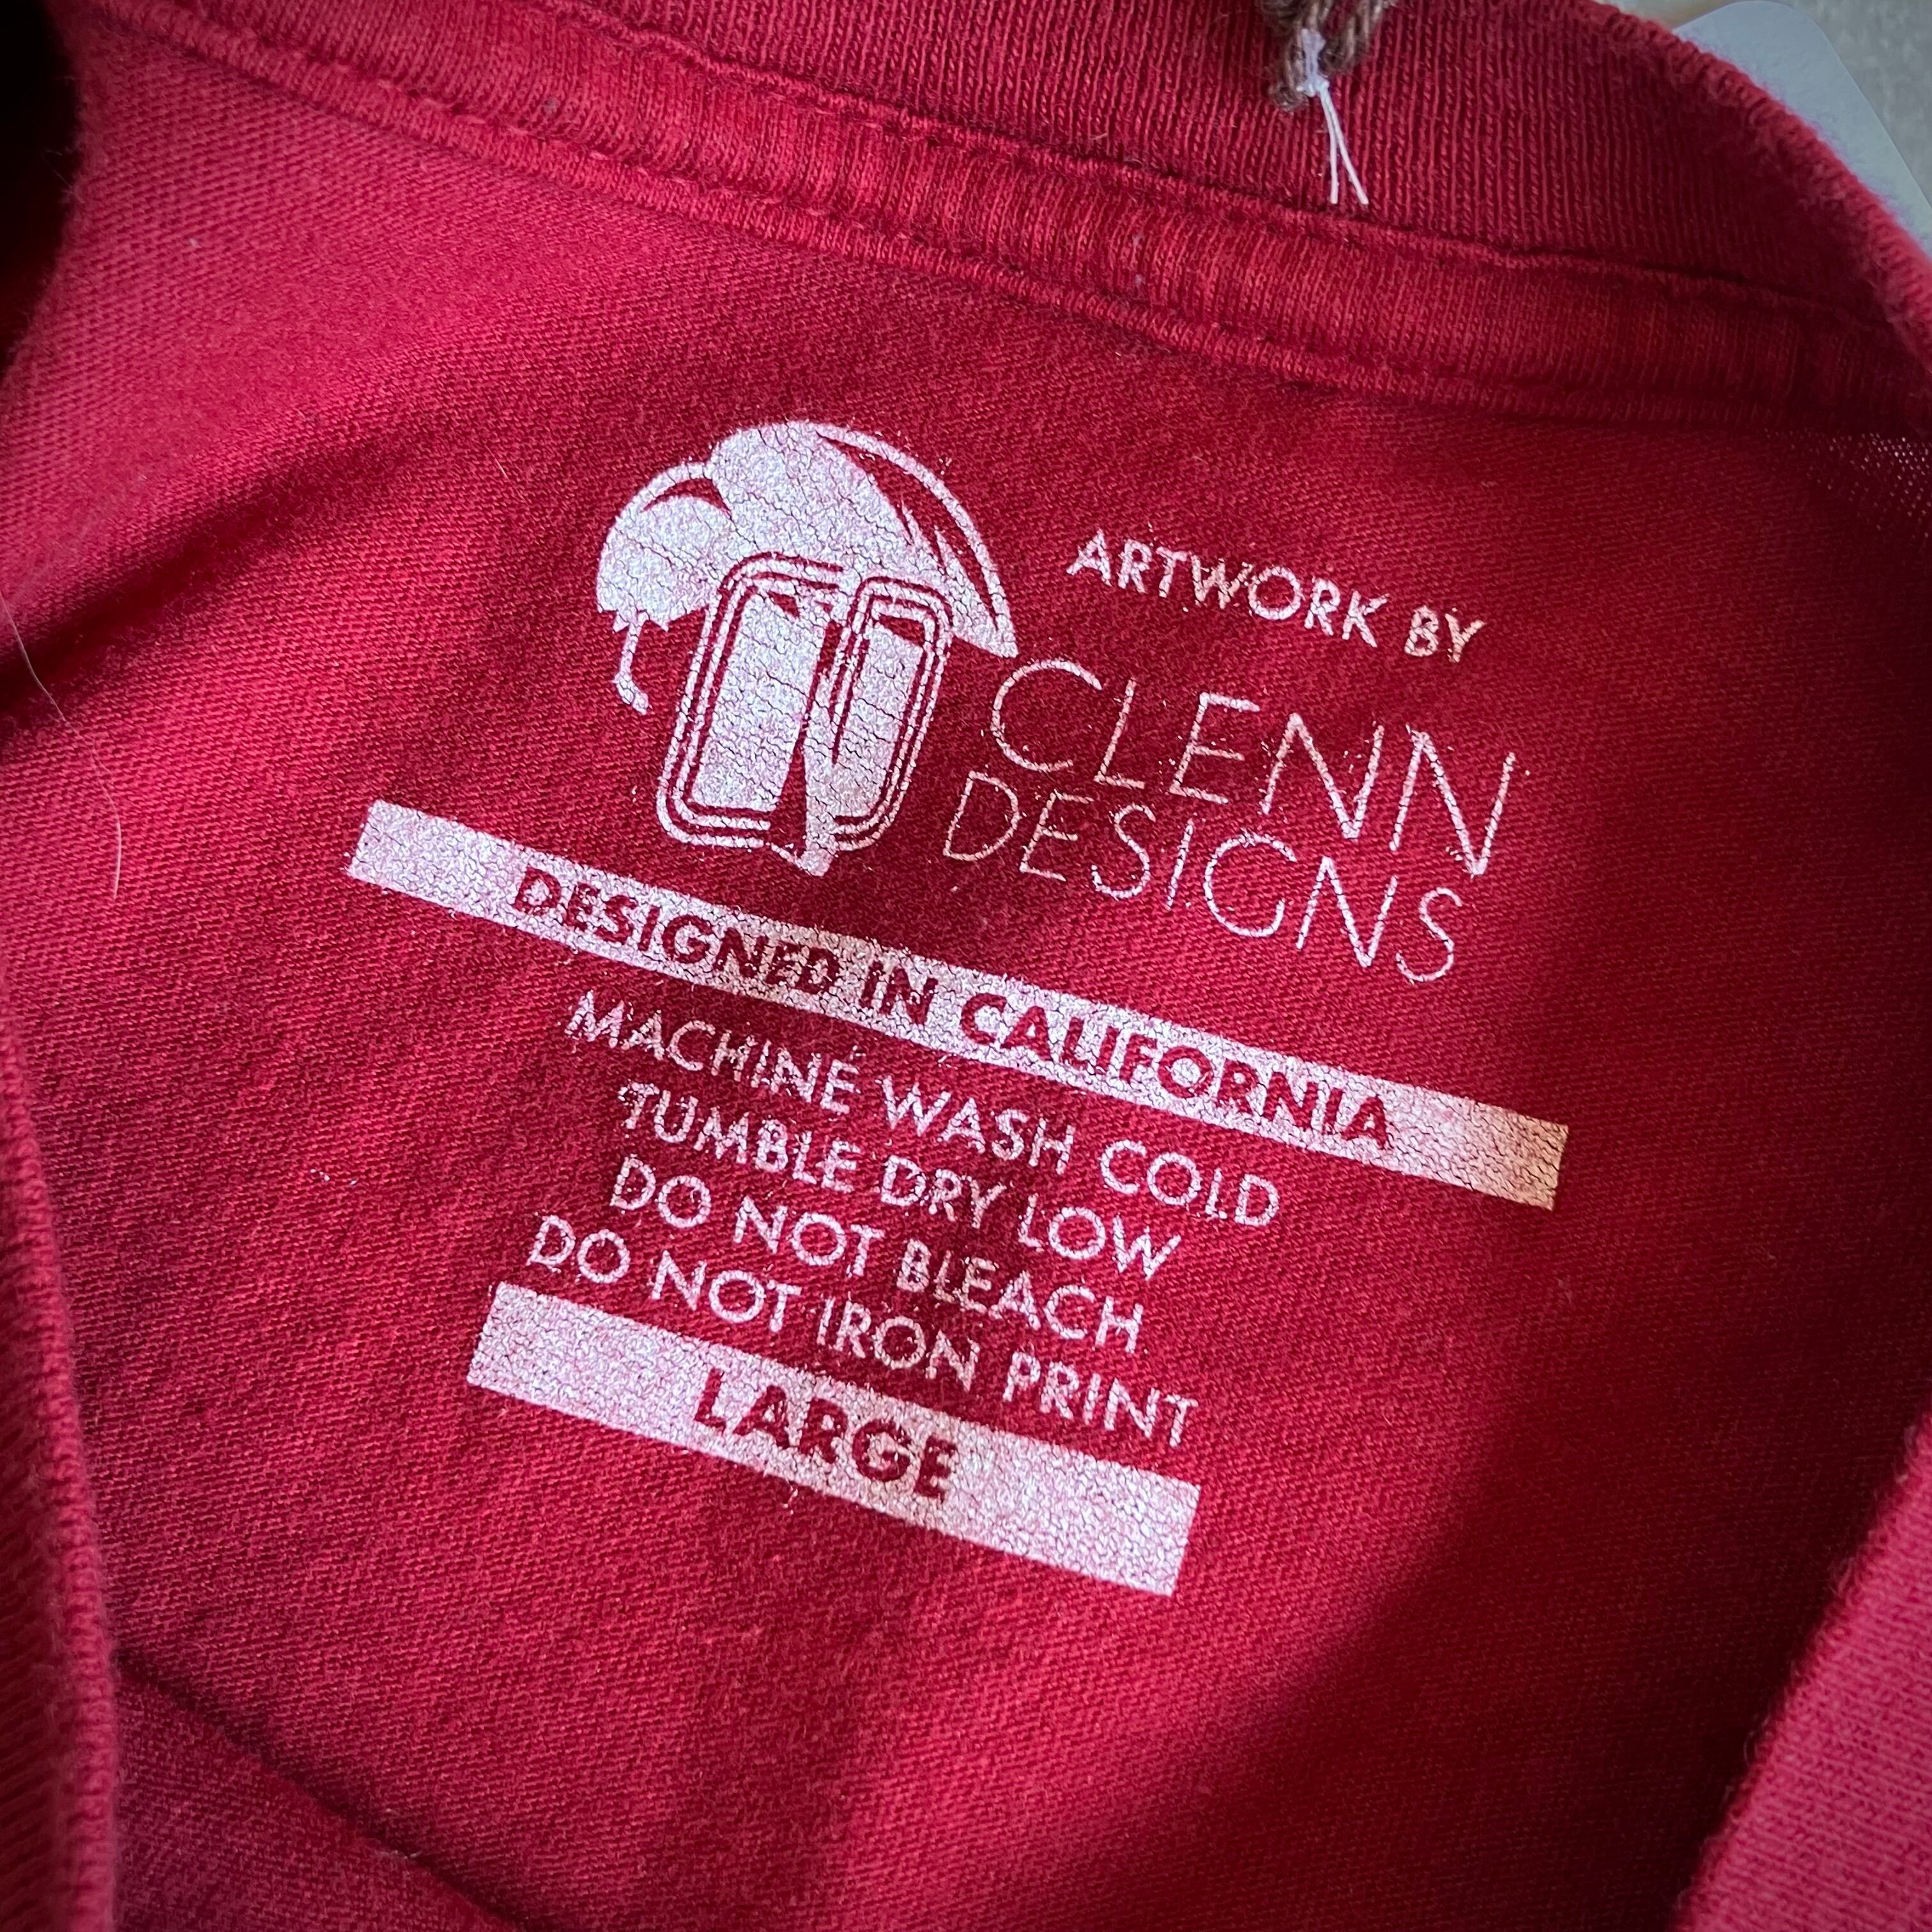 ARTWORK BY
CLENN
DESIGNS
DESIGNED IN CALIFORNIA
MACHINE WASH COLD
TUMBLE DRY LOW
DO NOT BLEACH
DO NOT IRON PRINT
LARGE